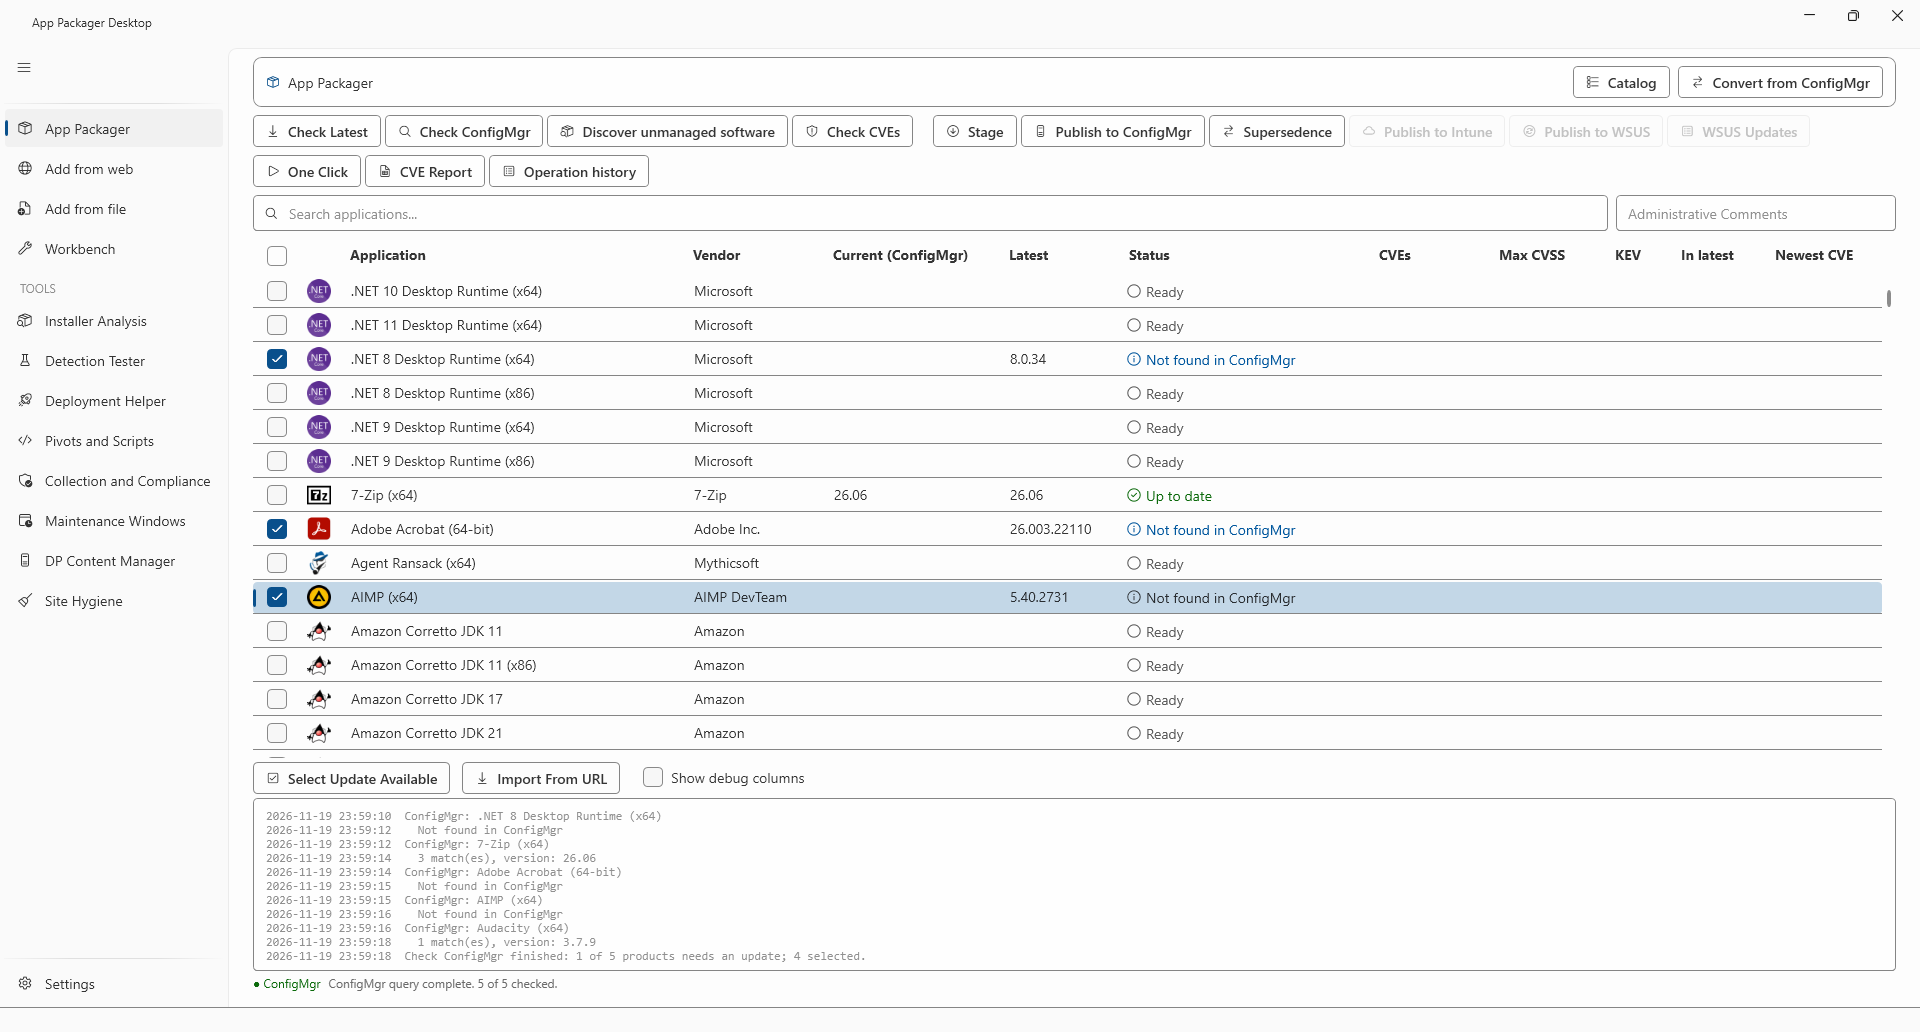 App Packager Desktop
App Packager
Catalog
Convert from ConfigMgr
Check Latest
Check ConfigMgr
Discover unmanaged software
Check CVEs
Stage
Publish to ConfigMgr
Supersedence
Publish to Intune
Publish to WSUS
WSUS Updates
One Click
CVE Report
Operation history
Search applications...
Administrative Comments
App Packager
Add from web
Add from file
Workbench
TOOLS
Installer Analysis
Detection Tester
Deployment Helper
Pivots and Scripts
Collection and Compliance
Maintenance Windows
DP Content Manager
Site Hygiene
Settings
Application Vendor Current (ConfigMgr) Latest Status CVEs Max CVSS KEV In latest Newest CVE
.NET 10 Desktop Runtime (x64) Microsoft Ready
.NET 11 Desktop Runtime (x64) Microsoft Ready
.NET 8 Desktop Runtime (x64) Microsoft 8.0.34 Not found in ConfigMgr
.NET 8 Desktop Runtime (x86) Microsoft Ready
.NET 9 Desktop Runtime (x64) Microsoft Ready
.NET 9 Desktop Runtime (x86) Microsoft Ready
7-Zip (x64) 7-Zip 26.06 26.06 Up to date
Adobe Acrobat (64-bit) Adobe Inc. 26.003.22110 Not found in ConfigMgr
Agent Ransack (x64) Mythicsoft Ready
AIMP (x64) AIMP DevTeam 5.40.2731 Not found in ConfigMgr
Amazon Corretto JDK 11 Amazon Ready
Amazon Corretto JDK 11 (x86) Amazon Ready
Amazon Corretto JDK 17 Amazon Ready
Amazon Corretto JDK 21 Amazon Ready
Select Update Available
Import From URL
Show debug columns
2026-11-19 23:59:10 ConfigMgr: .NET 8 Desktop Runtime (x64)
2026-11-19 23:59:12 Not found in ConfigMgr
2026-11-19 23:59:12 ConfigMgr: 7-Zip (x64)
2026-11-19 23:59:14 3 match(es), version: 26.06
2026-11-19 23:59:14 ConfigMgr: Adobe Acrobat (64-bit)
2026-11-19 23:59:15 Not found in ConfigMgr
2026-11-19 23:59:15 ConfigMgr: AIMP (x64)
2026-11-19 23:59:16 Not found in ConfigMgr
2026-11-19 23:59:16 ConfigMgr: Audacity (x64)
2026-11-19 23:59:18 1 match(es), version: 3.7.9
2026-11-19 23:59:18 Check ConfigMgr finished: 1 of 5 products needs an update; 4 selected.
ConfigMgr ConfigMgr query complete. 5 of 5 checked.